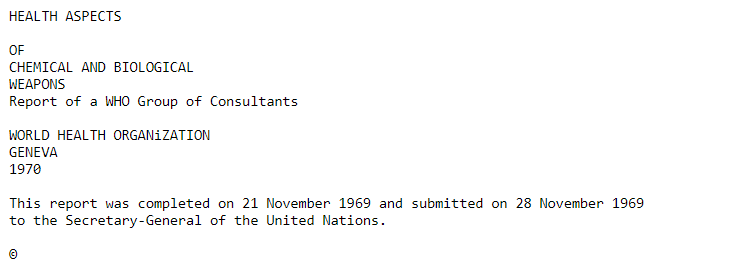 HEALTH ASPECTS
OF
CHEMICAL AND BIOLOGICAL
WEAPONS
Report of a WHO Group of Consultants
WORLD HEALTH ORGANiZATION
GENEVA
1970
This report was completed on 21 November 1969 and submitted on 28 November 1969
to the Secretary-General of the United Nations.
©